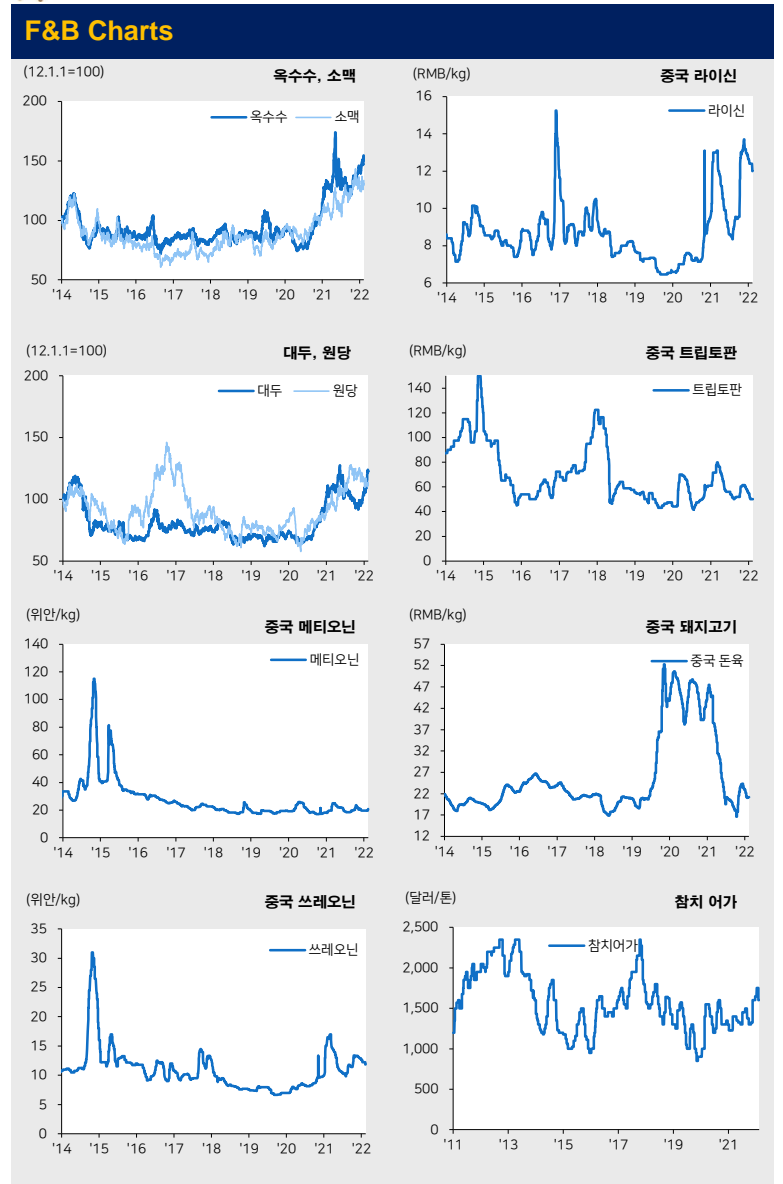 F&B Charts
(12.1.1=100) 옥수수, 소맥
200
150
100
50
옥수수 소맥
'14 '15 '16 '17 '18 '19 '20 '21 '22
(RMB/kg) 중국 라이신
16
14
12
10
8
6
라이신
'14 '15 '16 '17 '18 '19 '20 '21 '22
(12.1.1=100) 대두, 원당
200
150
100
50
대두 원당
'14 '15 '16 '17 '18 '19 '20 '21 '22
(RMB/kg) 중국 트립토판
140
120
100
80
60
40
20
0
트립토판
'14 '15 '16 '17 '18 '19 '20 '21 '22
(위안/kg) 중국 메티오닌
140
120
100
80
60
40
20
0
메티오닌
'14 '15 '16 '17 '18 '19 '20 '21 '22
(RMB/kg) 중국 돼지고기
57
52
47
42
37
32
27
22
17
12
중국 돈육
'14 '15 '16 '17 '18 '19 '20 '21 '22
(위안/kg) 중국 쓰레오닌
35
30
25
20
15
10
5
0
쓰레오닌
'14 '15 '16 '17 '18 '19 '20 '21 '22
(달러/톤) 참치 어가
2,500
2,000
1,500
1,000
500
0
참치어가
'11 '13 '15 '17 '19 '21